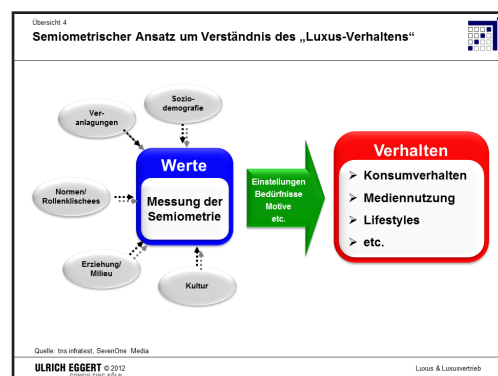 Übersicht 4
Semiometrischer Ansatz um Verständnis des „Luxus-Verhaltens“
Sozio-
demografie
Ver-
anlagungen
Normen/
Rollenklischees
Erziehung/
Milieu
Kultur
Werte
Messung der
Semiometrie
Einstellungen
Bedürfnisse
Motive
etc.
Verhalten
Konsumverhalten
Mediennutzung
Lifestyles
etc.
Quelle: tns infratest, SevenOne Media
ULRICH EGGERT © 2012
CONSULTING KÖLN
Luxus & Luxusvertrieb